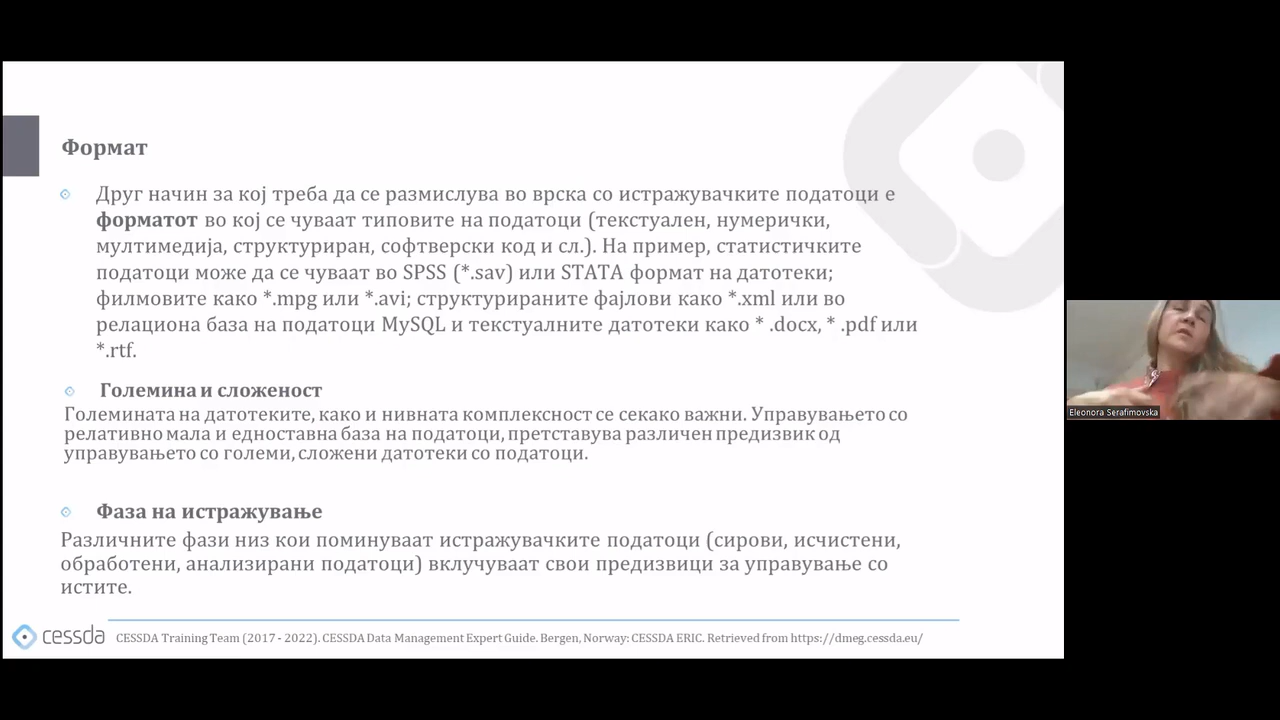 Формат
Друг начин за кој треба да се размислува во врска со истражувачките податоци е
форматот во кој се чуваат типовите на податоци (текстуален, нумерички,
мултимедија, структуриран, софтверски код и сл.). На пример, статистичките
податоци може да се чуваат во SPSS (*.sav) или STATA формат на датотеки;
филмовите како *.mpg или *.avi; структурираните фајлови како *.xml или во
релациона база на податоци MySQL и текстуалните датотеки како * .docx, * .pdf или
*.rtf.
Големина и сложеност
Големината на датотеките, како и нивната комплексност се секако важни. Управувањето со
релативно мала и едноставна база на податоци, претставува различен предизвик од
управувањето со големи, сложени датотеки со податоци.
Фаза на истражување
Различните фази низ кои поминуваат истражувачките податоци (сирови, исчистени,
обработени, анализирани податоци) вклучуваат свои предизвици за управување со
истите.
cessda
CESSDA Training Team (2017 - 2022). CESSDA Data Management Expert Guide. Bergen, Norway: CESSDA ERIC. Retrieved from https://dmeg.cessda.eu/
Eleonora Serafimovska